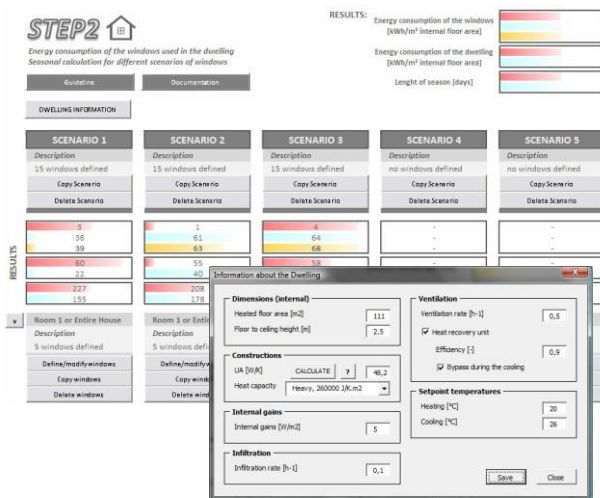 STEP2
Energy consumption of the windows used in the dwelling
Seasonal calculation for different scenarios of windows
Guideline
Documentation
DWELLING INFORMATION
RESULTS:
Energy consumption of the windows
[kWh/m² internal floor area]
Energy consumption of the dwelling
[kWh/m² internal floor area]
Lenght of season [days]
SCENARIO 1
SCENARIO 2
SCENARIO 3
SCENARIO 4
SCENARIO 5
Description
Description
Description
Description
Description
15 windows defined
15 windows defined
15 windows defined
no windows defined
no windows defined
Copy Scenario
Copy Scenario
Copy Scenario
Copy Scenario
Copy Scenario
Delete Scenario
Delete Scenario
Delete Scenario
Delete Scenario
Delete Scenario
RESULTS
3
1
4
-
-
36
61
64
-
-
39
63
68
-
-
60
55
58
-
-
22
40
227
208
155
178
Room 1 or Entire House
Room 1 or Enti
Description
Description
5 windows defined
5 windows def
Define/modify windows
Define/modify
Copy windows
Copy wind
Delete windows
Delete wind
Information about the Dwelling
Dimensions (internal)
Heated floor area [m2]
111
Floor to ceiling height [m]
2.5
Constructions
UA [W/K]
CALCULATE
?
48,2
Heat capacity
Heavy, 260000 J/K.m2
Internal gains
Internal gains [W/m2]
5
Infiltration
Infiltration rate [h-1]
0,1
Ventilation
Ventilation rate [h-1]
0,5
Heat recovery unit
Efficiency [-]
0,9
Bypass during the cooling
Setpoint temperatures
Heating [°C]
20
Cooling [°C]
26
Save
Close